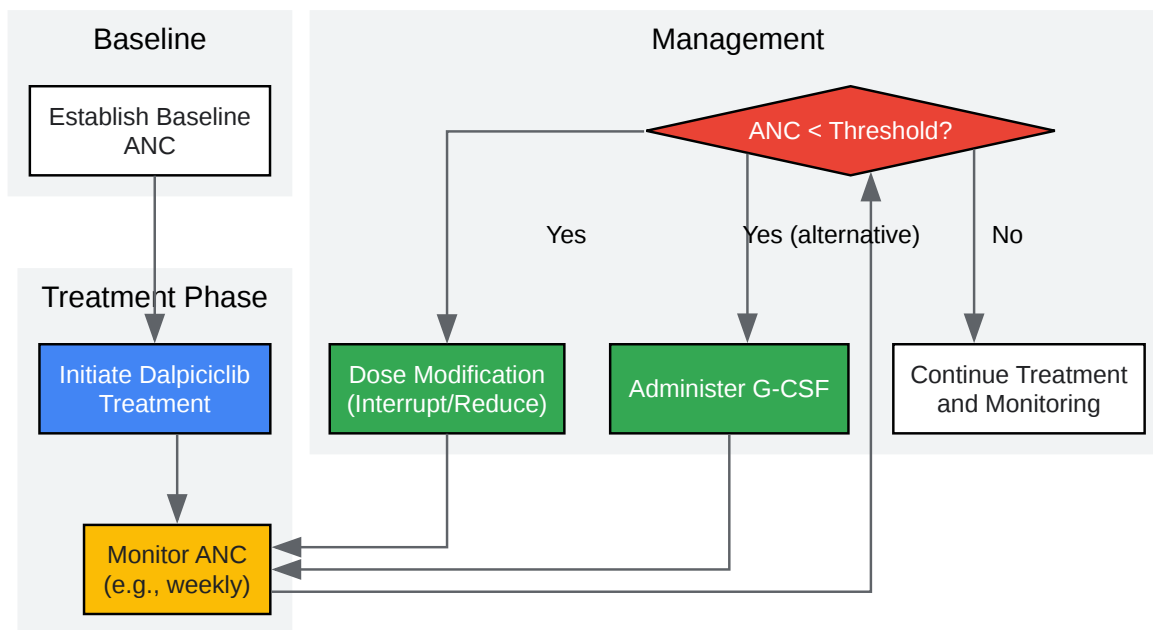 Baseline
Establish Baseline
ANC
Treatment Phase
Initiate Dalpiciclib
Treatment
Monitor ANC
(e.g., weekly)
Management
ANC < Threshold?
Yes
Yes (alternative)
No
Dose Modification
(Interrupt/Reduce)
Administer G-CSF
Continue Treatment
and Monitoring